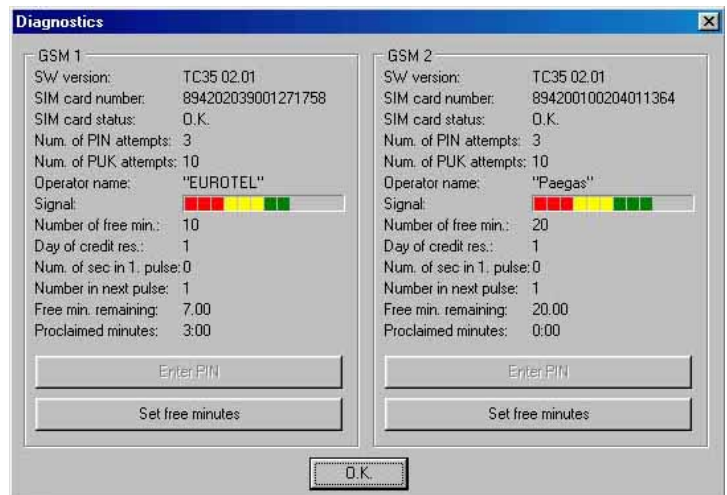 Diagnostics
GSM 1
SW version: TC35 02.01
SIM card number: 894202039001271758
SIM card status: O.K.
Num. of PIN attempts: 3
Num. of PUK attempts: 10
Operator name: "EUROTEL"
Signal:
Number of free min.: 10
Day of credit res.: 1
Num. of sec in 1. pulse: 0
Number in next pulse: 1
Free min. remaining: 7.00
Proclaimed minutes: 3:00
Enter PIN
Set free minutes
GSM 2
SW version: TC35 02.01
SIM card number: 894200100204011364
SIM card status: O.K.
Num. of PIN attempts: 3
Num. of PUK attempts: 10
Operator name: "Paegas"
Signal:
Number of free min.: 20
Day of credit res.: 1
Num. of sec in 1. pulse: 0
Number in next pulse: 1
Free min. remaining: 20.00
Proclaimed minutes: 0:00
Enter PIN
Set free minutes
O.K.